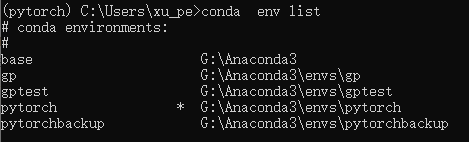 (pytorch) C:\Users\xu_pe>conda  env list
# conda environments:
#
base                     G:\Anaconda3
gp                       G:\Anaconda3\envs\gp
gptest                   G:\Anaconda3\envs\gptest
pytorch               *  G:\Anaconda3\envs\pytorch
pytorchbackup            G:\Anaconda3\envs\pytorchbackup